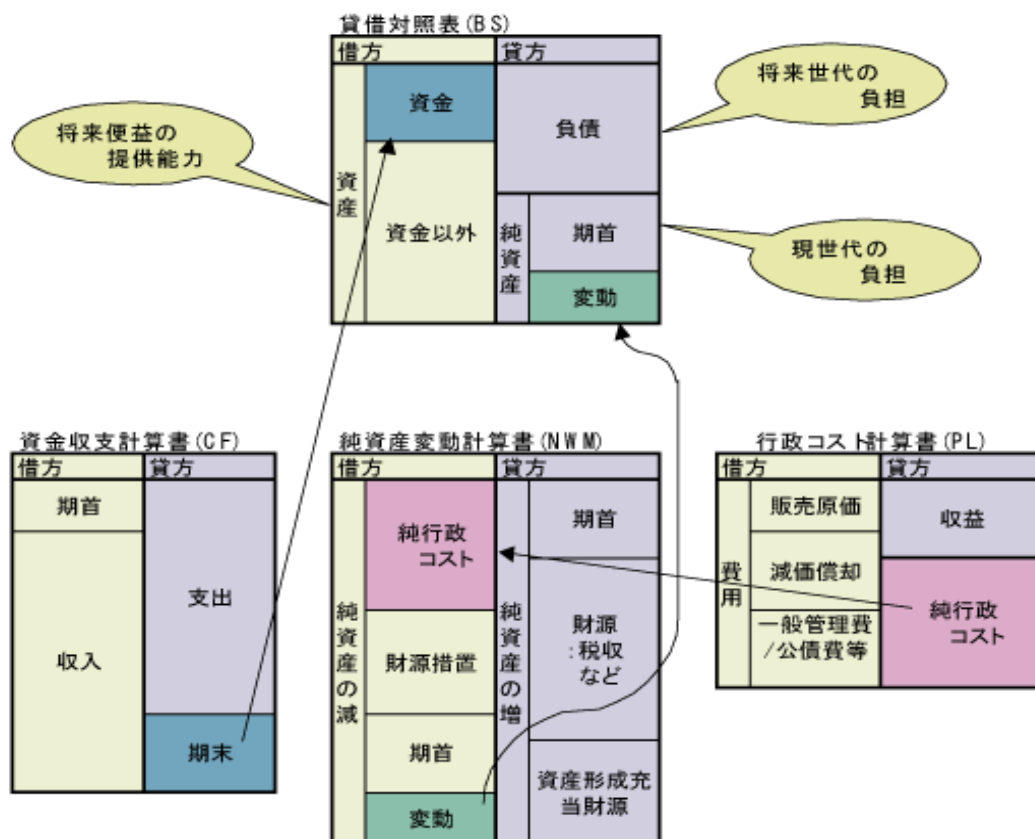 貸借対照表(BS)
借方
貸方
資産
資金
資金以外
負債
純資産
期首
変動
将来便益の
提供能力
将来世代の
負担
現世代の
負担
資金収支計算書(CF)
借方
貸方
期首
収入
支出
期末
純資産変動計算書(NWM)
借方
貸方
純資産の減
純行政
コスト
財源措置
期首
変動
純資産の増
期首
財源
:税収
など
資産形成充
当財源
行政コスト計算書(PL)
借方
貸方
費用
販売原価
減価償却
一般管理費
/公債費等
収益
純行政
コスト